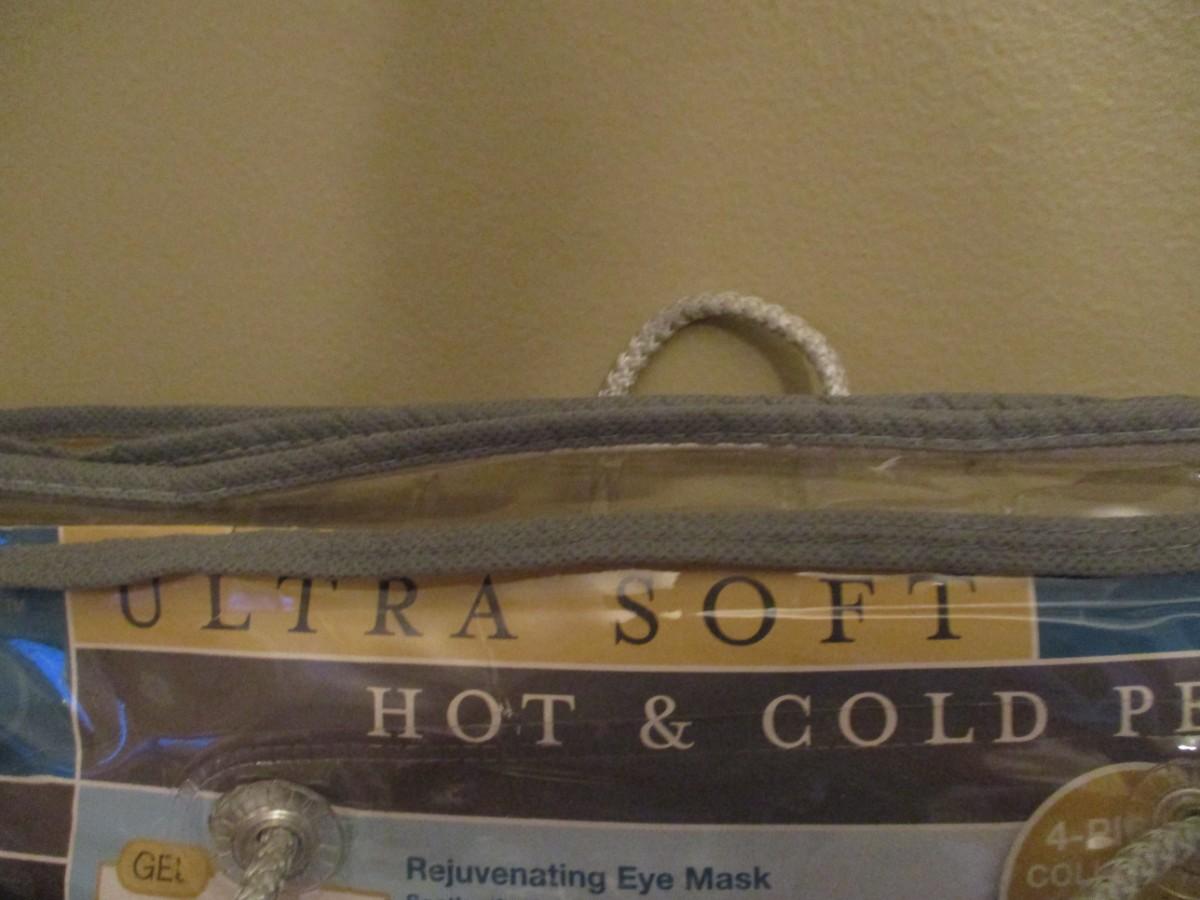 ULTRA SOFT
HOT & COLD
GEL
Rejuvenating Eye Mask